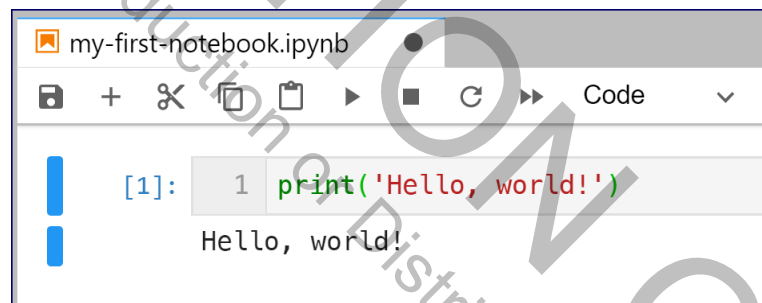 my-first-notebook.ipynb
Code
[1]: 1 print('Hello, world!')
Hello, world!